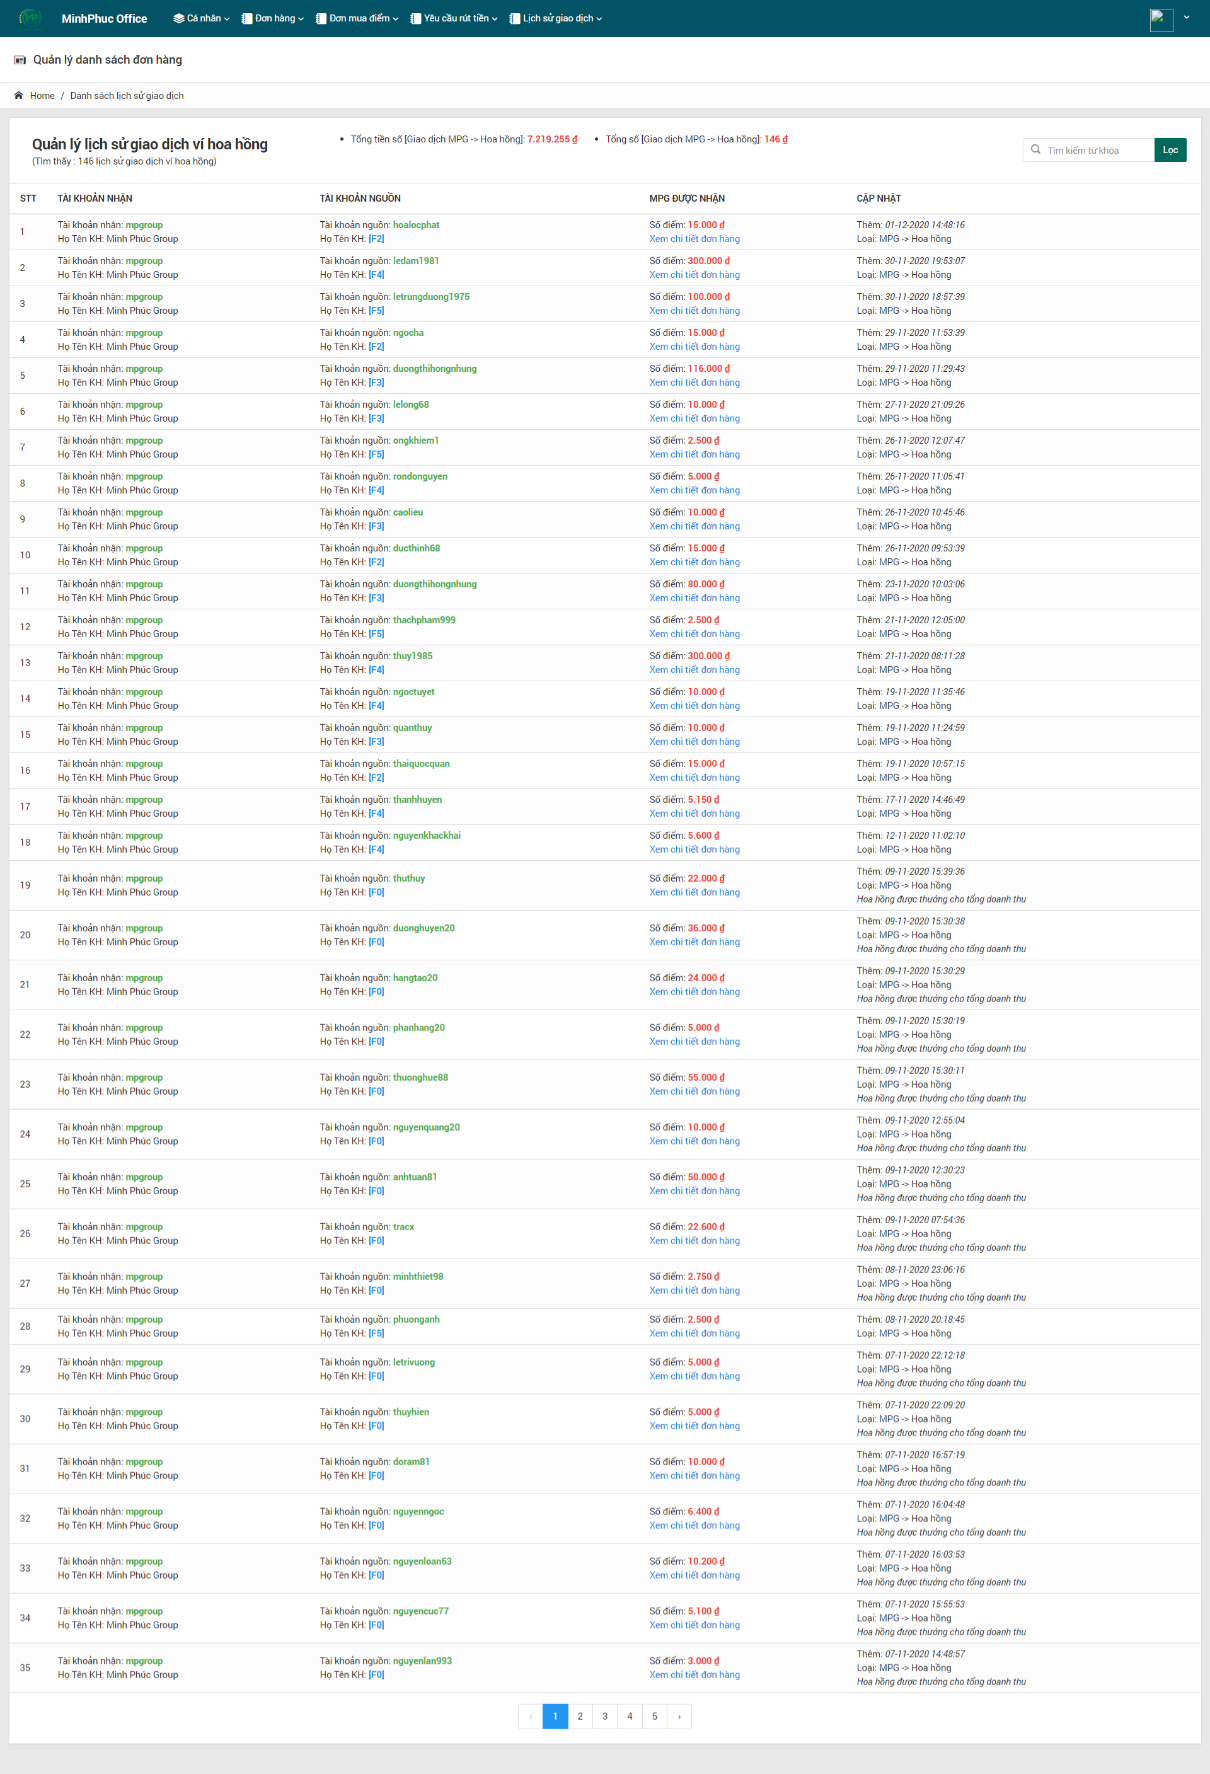 MinhPhuc Office Cá nhân Đơn hàng Đơn mua điểm Yêu cầu rút tiền Lịch sử giao dịch
Quản lý danh sách đơn hàng
Home / Danh sách lịch sử giao dịch
Quản lý lịch sử giao dịch ví hoa hồng
(Tìm thấy : 146 lịch sử giao dịch ví hoa hồng)
Tổng tiền số [Giao dịch MPG -> Hoa hồng]: 7.219.255 ₫
Tổng số [Giao dịch MPG -> Hoa hồng]: 146 ₫
Tìm kiếm từ khóa Lọc
STT TÀI KHOẢN NHẬN TÀI KHOẢN NGUỒN MPG ĐƯỢC NHẬN CẬP NHẬT
1 Tài khoản nhận: mpgroup Tài khoản nguồn: hoalocphat Số điểm: 15.000 ₫ Thêm: 01-12-2020 14:48:16
Họ Tên KH: Minh Phúc Group Họ Tên KH: [F2] Xem chi tiết đơn hàng Loại: MPG -> Hoa hồng
2 Tài khoản nhận: mpgroup Tài khoản nguồn: ledam1981 Số điểm: 300.000 ₫ Thêm: 30-11-2020 19:53:07
Họ Tên KH: Minh Phúc Group Họ Tên KH: [F4] Xem chi tiết đơn hàng Loại: MPG -> Hoa hồng
3 Tài khoản nhận: mpgroup Tài khoản nguồn: letrungduong1975 Số điểm: 100.000 ₫ Thêm: 30-11-2020 18:57:39
Họ Tên KH: Minh Phúc Group Họ Tên KH: [F5] Xem chi tiết đơn hàng Loại: MPG -> Hoa hồng
4 Tài khoản nhận: mpgroup Tài khoản nguồn: ngocha Số điểm: 15.000 ₫ Thêm: 29-11-2020 11:53:39
Họ Tên KH: Minh Phúc Group Họ Tên KH: [F2] Xem chi tiết đơn hàng Loại: MPG -> Hoa hồng
5 Tài khoản nhận: mpgroup Tài khoản nguồn: duongthihongnhung Số điểm: 116.000 ₫ Thêm: 29-11-2020 11:29:43
Họ Tên KH: Minh Phúc Group Họ Tên KH: [F3] Xem chi tiết đơn hàng Loại: MPG -> Hoa hồng
6 Tài khoản nhận: mpgroup Tài khoản nguồn: lelong68 Số điểm: 10.000 ₫ Thêm: 27-11-2020 21:09:26
Họ Tên KH: Minh Phúc Group Họ Tên KH: [F3] Xem chi tiết đơn hàng Loại: MPG -> Hoa hồng
7 Tài khoản nhận: mpgroup Tài khoản nguồn: ongkhiem1 Số điểm: 2.500 ₫ Thêm: 26-11-2020 12:07:47
Họ Tên KH: Minh Phúc Group Họ Tên KH: [F5] Xem chi tiết đơn hàng Loại: MPG -> Hoa hồng
8 Tài khoản nhận: mpgroup Tài khoản nguồn: rondonguyen Số điểm: 5.000 ₫ Thêm: 26-11-2020 11:05:41
Họ Tên KH: Minh Phúc Group Họ Tên KH: [F4] Xem chi tiết đơn hàng Loại: MPG -> Hoa hồng
9 Tài khoản nhận: mpgroup Tài khoản nguồn: caolieu Số điểm: 10.000 ₫ Thêm: 26-11-2020 10:45:46
Họ Tên KH: Minh Phúc Group Họ Tên KH: [F3] Xem chi tiết đơn hàng Loại: MPG -> Hoa hồng
10 Tài khoản nhận: mpgroup Tài khoản nguồn: ducthinh68 Số điểm: 15.000 ₫ Thêm: 26-11-2020 09:53:39
Họ Tên KH: Minh Phúc Group Họ Tên KH: [F2] Xem chi tiết đơn hàng Loại: MPG -> Hoa hồng
11 Tài khoản nhận: mpgroup Tài khoản nguồn: duongthihongnhung Số điểm: 80.000 ₫ Thêm: 23-11-2020 10:03:06
Họ Tên KH: Minh Phúc Group Họ Tên KH: [F3] Xem chi tiết đơn hàng Loại: MPG -> Hoa hồng
12 Tài khoản nhận: mpgroup Tài khoản nguồn: thachpham999 Số điểm: 2.500 ₫ Thêm: 21-11-2020 12:05:00
Họ Tên KH: Minh Phúc Group Họ Tên KH: [F5] Xem chi tiết đơn hàng Loại: MPG -> Hoa hồng
13 Tài khoản nhận: mpgroup Tài khoản nguồn: thuy1985 Số điểm: 300.000 ₫ Thêm: 21-11-2020 08:11:28
Họ Tên KH: Minh Phúc Group Họ Tên KH: [F4] Xem chi tiết đơn hàng Loại: MPG -> Hoa hồng
14 Tài khoản nhận: mpgroup Tài khoản nguồn: ngoctuyet Số điểm: 10.000 ₫ Thêm: 19-11-2020 11:35:46
Họ Tên KH: Minh Phúc Group Họ Tên KH: [F4] Xem chi tiết đơn hàng Loại: MPG -> Hoa hồng
15 Tài khoản nhận: mpgroup Tài khoản nguồn: quanthuy Số điểm: 10.000 ₫ Thêm: 19-11-2020 11:24:59
Họ Tên KH: Minh Phúc Group Họ Tên KH: [F3] Xem chi tiết đơn hàng Loại: MPG -> Hoa hồng
16 Tài khoản nhận: mpgroup Tài khoản nguồn: thaiquocquan Số điểm: 15.000 ₫ Thêm: 19-11-2020 10:57:15
Họ Tên KH: Minh Phúc Group Họ Tên KH: [F2] Xem chi tiết đơn hàng Loại: MPG -> Hoa hồng
17 Tài khoản nhận: mpgroup Tài khoản nguồn: thanhhuyen Số điểm: 5.150 ₫ Thêm: 17-11-2020 14:46:49
Họ Tên KH: Minh Phúc Group Họ Tên KH: [F4] Xem chi tiết đơn hàng Loại: MPG -> Hoa hồng
18 Tài khoản nhận: mpgroup Tài khoản nguồn: nguyenkhackhai Số điểm: 5.600 ₫ Thêm: 12-11-2020 11:02:10
Họ Tên KH: Minh Phúc Group Họ Tên KH: [F4] Xem chi tiết đơn hàng Loại: MPG -> Hoa hồng
19 Tài khoản nhận: mpgroup Tài khoản nguồn: thuthuy Số điểm: 22.000 ₫ Thêm: 09-11-2020 15:39:36
Họ Tên KH: Minh Phúc Group Họ Tên KH: [F0] Xem chi tiết đơn hàng Loại: MPG -> Hoa hồng
Hoa hồng được thưởng cho tổng doanh thu
20 Tài khoản nhận: mpgroup Tài khoản nguồn: duonghuyen20 Số điểm: 36.000 ₫ Thêm: 09-11-2020 15:30:38
Họ Tên KH: Minh Phúc Group Họ Tên KH: [F0] Xem chi tiết đơn hàng Loại: MPG -> Hoa hồng
Hoa hồng được thưởng cho tổng doanh thu
21 Tài khoản nhận: mpgroup Tài khoản nguồn: hangtao20 Số điểm: 24.000 ₫ Thêm: 09-11-2020 15:30:29
Họ Tên KH: Minh Phúc Group Họ Tên KH: [F0] Xem chi tiết đơn hàng Loại: MPG -> Hoa hồng
Hoa hồng được thưởng cho tổng doanh thu
22 Tài khoản nhận: mpgroup Tài khoản nguồn: phanhang20 Số điểm: 5.000 ₫ Thêm: 09-11-2020 15:30:19
Họ Tên KH: Minh Phúc Group Họ Tên KH: [F0] Xem chi tiết đơn hàng Loại: MPG -> Hoa hồng
Hoa hồng được thưởng cho tổng doanh thu
23 Tài khoản nhận: mpgroup Tài khoản nguồn: thuonghue88 Số điểm: 55.000 ₫ Thêm: 09-11-2020 15:30:11
Họ Tên KH: Minh Phúc Group Họ Tên KH: [F0] Xem chi tiết đơn hàng Loại: MPG -> Hoa hồng
Hoa hồng được thưởng cho tổng doanh thu
24 Tài khoản nhận: mpgroup Tài khoản nguồn: nguyenquang20 Số điểm: 10.000 ₫ Thêm: 09-11-2020 12:55:04
Họ Tên KH: Minh Phúc Group Họ Tên KH: [F0] Xem chi tiết đơn hàng Loại: MPG -> Hoa hồng
Hoa hồng được thưởng cho tổng doanh thu
25 Tài khoản nhận: mpgroup Tài khoản nguồn: anhtuan81 Số điểm: 50.000 ₫ Thêm: 09-11-2020 12:30:23
Họ Tên KH: Minh Phúc Group Họ Tên KH: [F0] Xem chi tiết đơn hàng Loại: MPG -> Hoa hồng
Hoa hồng được thưởng cho tổng doanh thu
26 Tài khoản nhận: mpgroup Tài khoản nguồn: tracx Số điểm: 22.600 ₫ Thêm: 09-11-2020 07:54:36
Họ Tên KH: Minh Phúc Group Họ Tên KH: [F0] Xem chi tiết đơn hàng Loại: MPG -> Hoa hồng
Hoa hồng được thưởng cho tổng doanh thu
27 Tài khoản nhận: mpgroup Tài khoản nguồn: minhthiet98 Số điểm: 2.750 ₫ Thêm: 08-11-2020 23:06:16
Họ Tên KH: Minh Phúc Group Họ Tên KH: [F0] Xem chi tiết đơn hàng Loại: MPG -> Hoa hồng
Hoa hồng được thưởng cho tổng doanh thu
28 Tài khoản nhận: mpgroup Tài khoản nguồn: phuonganh Số điểm: 2.500 ₫ Thêm: 08-11-2020 20:18:45
Họ Tên KH: Minh Phúc Group Họ Tên KH: [F5] Xem chi tiết đơn hàng Loại: MPG -> Hoa hồng
29 Tài khoản nhận: mpgroup Tài khoản nguồn: letrivuong Số điểm: 5.000 ₫ Thêm: 07-11-2020 22:12:18
Họ Tên KH: Minh Phúc Group Họ Tên KH: [F0] Xem chi tiết đơn hàng Loại: MPG -> Hoa hồng
Hoa hồng được thưởng cho tổng doanh thu
30 Tài khoản nhận: mpgroup Tài khoản nguồn: thuyhien Số điểm: 5.000 ₫ Thêm: 07-11-2020 22:09:20
Họ Tên KH: Minh Phúc Group Họ Tên KH: [F0] Xem chi tiết đơn hàng Loại: MPG -> Hoa hồng
Hoa hồng được thưởng cho tổng doanh thu
31 Tài khoản nhận: mpgroup Tài khoản nguồn: doram81 Số điểm: 10.000 ₫ Thêm: 07-11-2020 16:57:19
Họ Tên KH: Minh Phúc Group Họ Tên KH: [F0] Xem chi tiết đơn hàng Loại: MPG -> Hoa hồng
Hoa hồng được thưởng cho tổng doanh thu
32 Tài khoản nhận: mpgroup Tài khoản nguồn: nguyenngoc Số điểm: 6.400 ₫ Thêm: 07-11-2020 16:04:48
Họ Tên KH: Minh Phúc Group Họ Tên KH: [F0] Xem chi tiết đơn hàng Loại: MPG -> Hoa hồng
Hoa hồng được thưởng cho tổng doanh thu
33 Tài khoản nhận: mpgroup Tài khoản nguồn: nguyenloan63 Số điểm: 10.200 ₫ Thêm: 07-11-2020 16:03:53
Họ Tên KH: Minh Phúc Group Họ Tên KH: [F0] Xem chi tiết đơn hàng Loại: MPG -> Hoa hồng
Hoa hồng được thưởng cho tổng doanh thu
34 Tài khoản nhận: mpgroup Tài khoản nguồn: nguyencuc77 Số điểm: 5.100 ₫ Thêm: 07-11-2020 15:55:53
Họ Tên KH: Minh Phúc Group Họ Tên KH: [F0] Xem chi tiết đơn hàng Loại: MPG -> Hoa hồng
Hoa hồng được thưởng cho tổng doanh thu
35 Tài khoản nhận: mpgroup Tài khoản nguồn: nguyenlan993 Số điểm: 3.000 ₫ Thêm: 07-11-2020 14:48:57
Họ Tên KH: Minh Phúc Group Họ Tên KH: [F0] Xem chi tiết đơn hàng Loại: MPG -> Hoa hồng
Hoa hồng được thưởng cho tổng doanh thu
‹ 1 2 3 4 5 ›